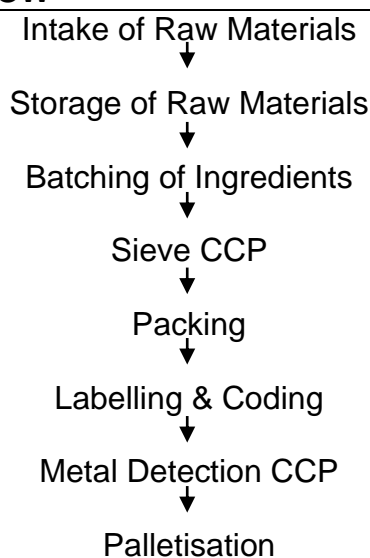 Intake of Raw Materials
Storage of Raw Materials
Batching of Ingredients
Sieve CCP
Packing
Labelling & Coding
Metal Detection CCP
Palletisation